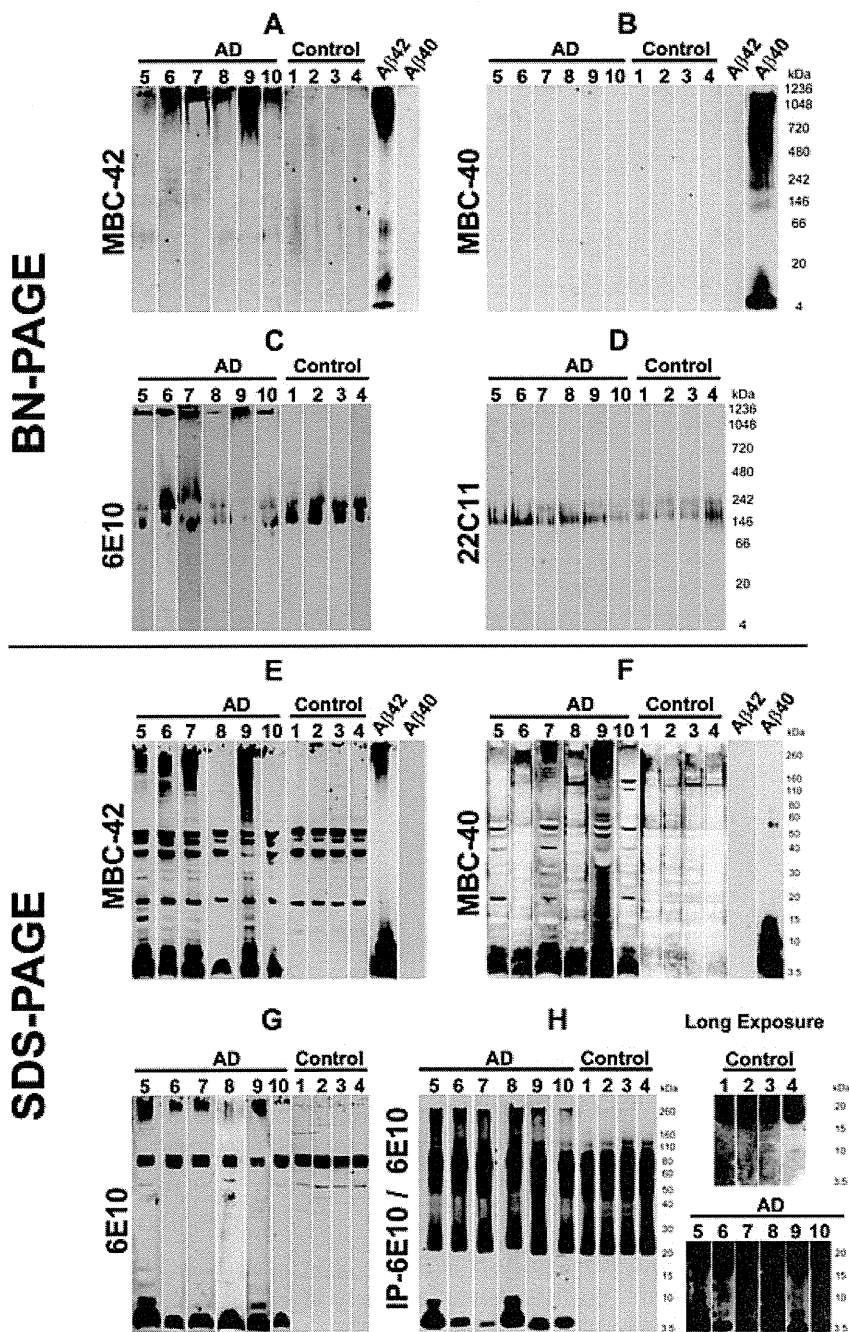 A B
AD Control Aβ42 Aβ40 AD Control Aβ42 Aβ40
5 6 7 8 9 10 1 2 3 4 5 6 7 8 9 10 1 2 3 4 kDa
MBC-42
MBC-40
1236
1048
720
480
242
146
66
20
4
BN-PAGE
C D
AD Control AD Control
5 6 7 8 9 10 1 2 3 4 5 6 7 8 9 10 1 2 3 4 kDa
6E10
22C11
1236
1048
720
480
242
146
66
20
4
E F
AD Control Aβ42 Aβ40 AD Control Aβ42 Aβ40
5 6 7 8 9 10 1 2 3 4 5 6 7 8 9 10 1 2 3 4 kDa
MBC-42
MBC-40
260
160
110
80
60
50
40
30
20
15
10
3.5
SDS-PAGE
G H Long Exposure
AD Control AD Control Control
5 6 7 8 9 10 1 2 3 4 5 6 7 8 9 10 1 2 3 4 kDa 1 2 3 4 kDa
6E10
IP-6E10 / 6E10
260
160
110
80
60
50
40
30
20
15
10
3.5
20
15
10
3.5
AD
5 6 7 8 9 10 kDa
20
15
10
3.5